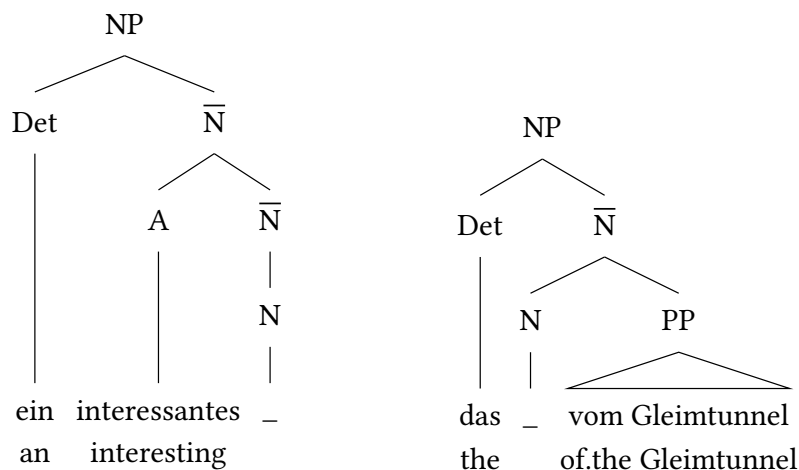 NP
Det N̅
A N̅
N
ein interessantes _
an interesting
NP
Det N̅
N PP
das _ vom Gleimtunnel
the of.the Gleimtunnel